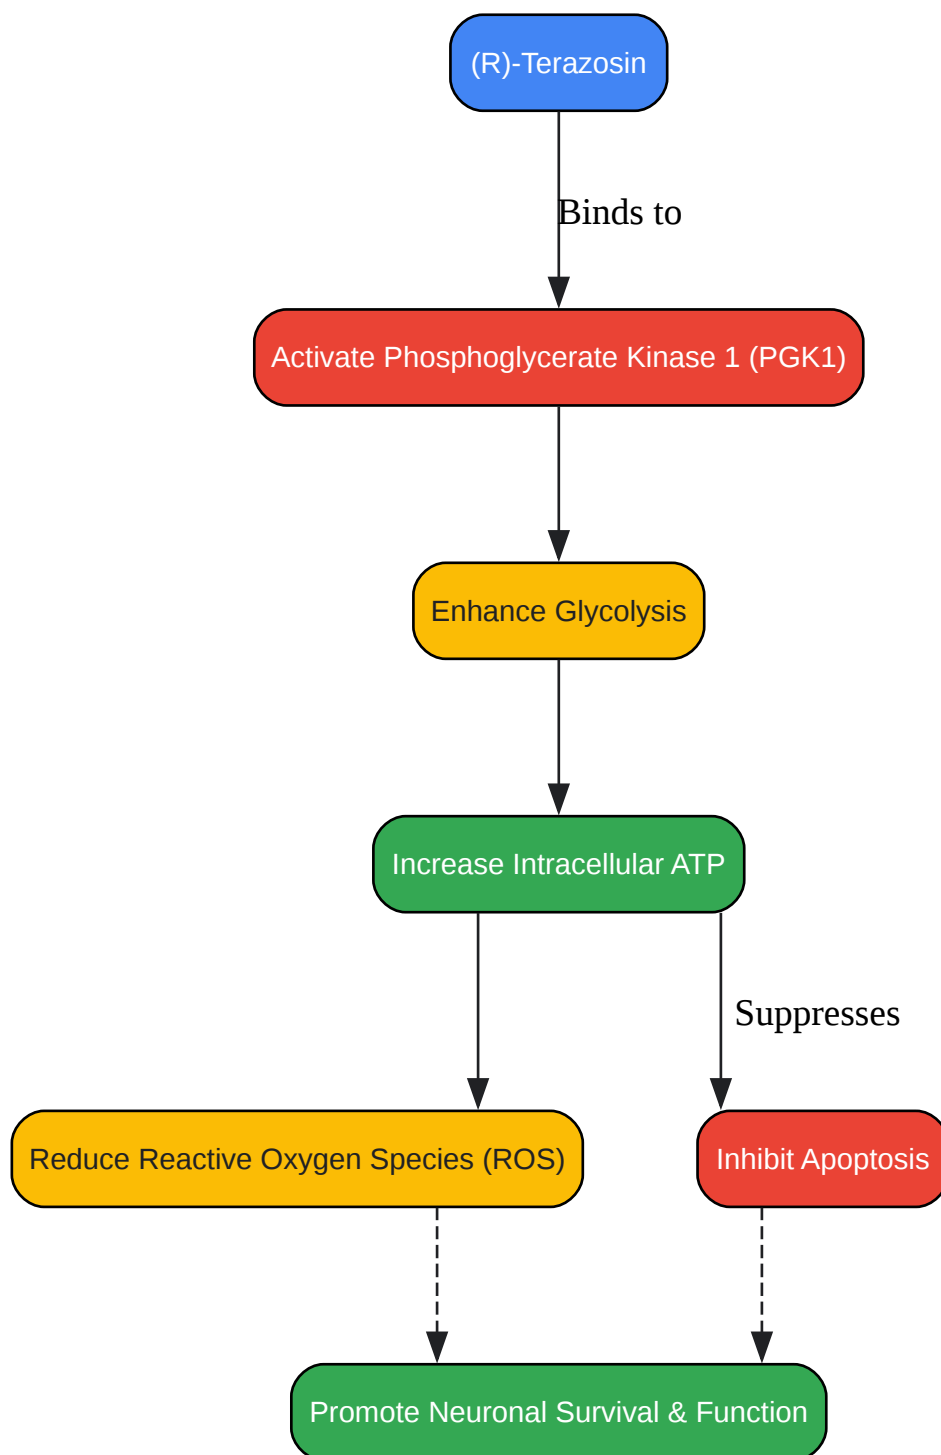 (R)-Terazosin
Binds to
Activate Phosphoglycerate Kinase 1 (PGK1)
Enhance Glycolysis
Increase Intracellular ATP
Suppresses
Reduce Reactive Oxygen Species (ROS)
Inhibit Apoptosis
Promote Neuronal Survival & Function